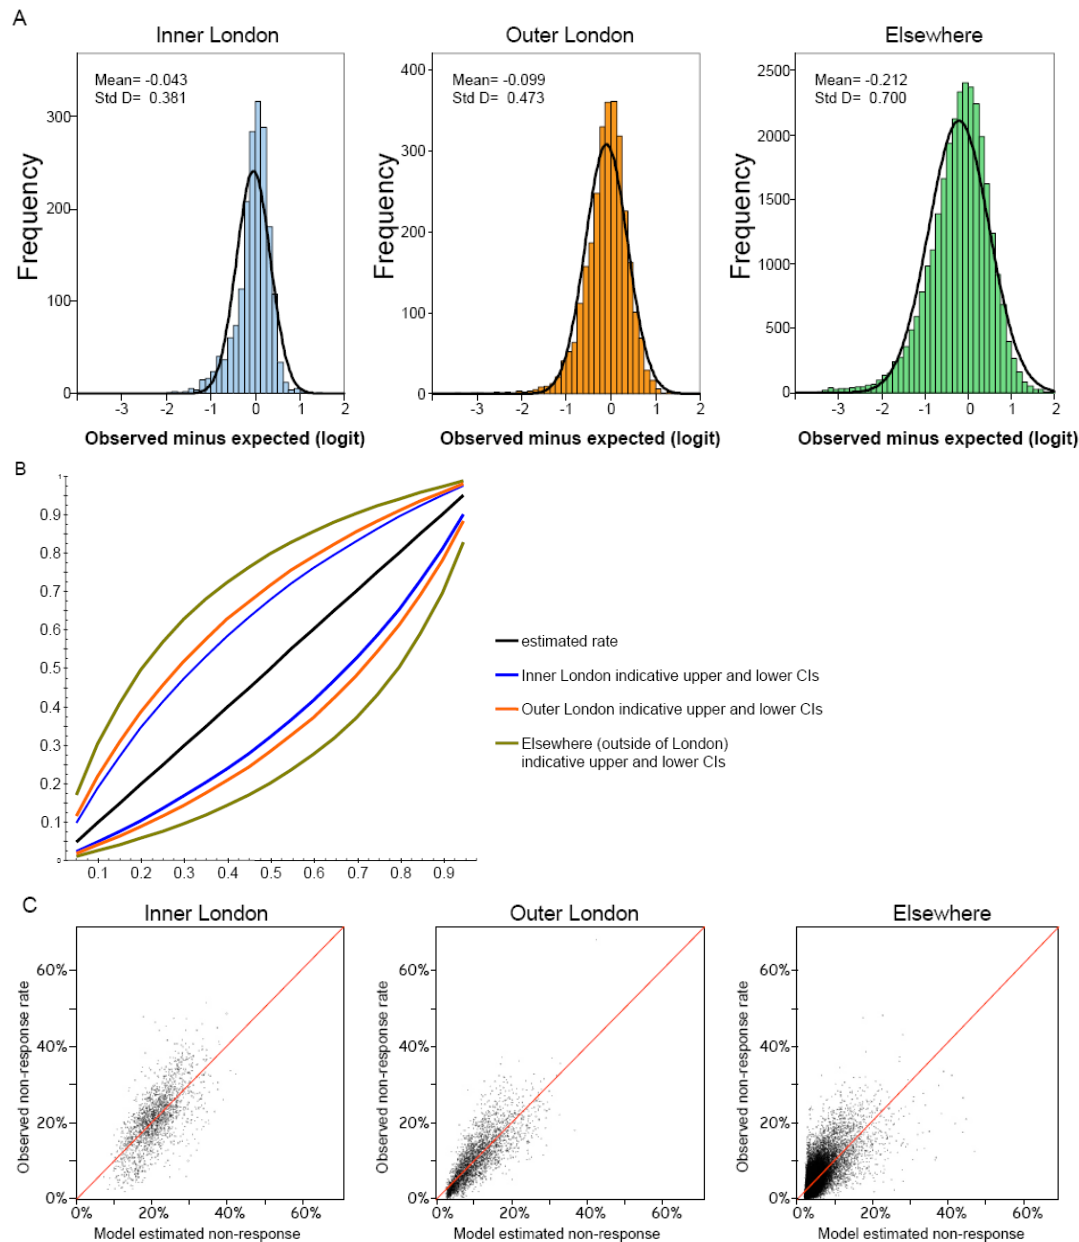 A
Inner London
Outer London
Elsewhere
Mean= -0.043
Std D= 0.381
Mean= -0.099
Std D= 0.473
Mean= -0.212
Std D= 0.700
Frequency
300
200
100
0
-3
-2
-1
0
1
2
Observed minus expected (logit)
Frequency
400
300
200
100
0
-3
-2
-1
0
1
2
Observed minus expected (logit)
Frequency
2500
2000
1500
1000
500
0
-3
-2
-1
0
1
2
Observed minus expected (logit)
B
1
0.9
0.8
0.7
0.6
0.5
0.4
0.3
0.2
0.1
0
0.1
0.2
0.3
0.4
0.5
0.6
0.7
0.8
0.9
estimated rate
Inner London indicative upper and lower CIs
Outer London indicative upper and lower CIs
Elsewhere (outside of London)
indicative upper and lower CIs
C
Inner London
Outer London
Elsewhere
Observed non-response rate
60%
40%
20%
0%
0%
20%
40%
60%
Model estimated non-response
Observed non-response rate
60%
40%
20%
0%
0%
20%
40%
60%
Model estimated non-response
Observed non-response rate
60%
40%
20%
0%
0%
20%
40%
60%
Model estimated non-response